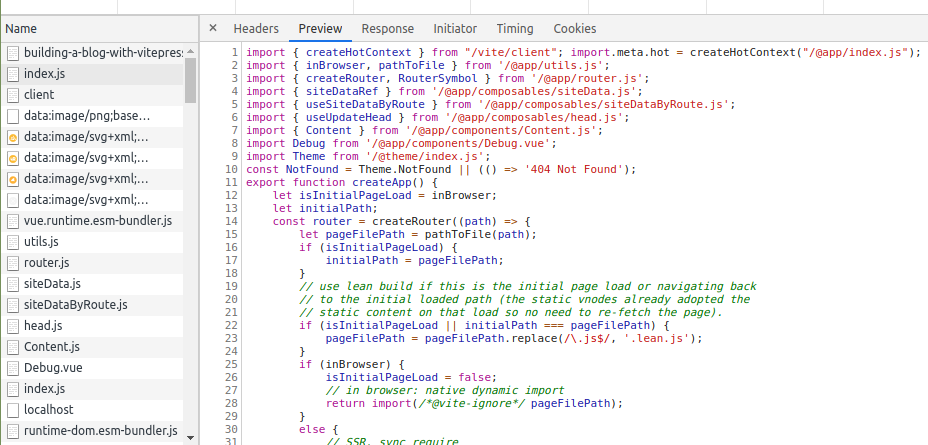 Name
building-a-blog-with-vitepres
index.js
client
data:image/png;base…
data:image/svg+xml;…
data:image/svg+xml;…
data:image/svg+xml;…
data:image/svg+xml;…
vue.runtime.esm-bundler.js
utils.js
router.js
siteData.js
siteDataByRoute.js
head.js
Content.js
Debug.vue
index.js
localhost
runtime-dom.esm-bundler.js
× Headers Preview Response Initiator Timing Cookies
1 import { createHotContext } from "/vite/client"; import.meta.hot = createHotContext("/@app/index.js");
2 import { inBrowser, pathToFile } from '/@app/utils.js';
3 import { createRouter, RouterSymbol } from '/@app/router.js';
4 import { siteDataRef } from '/@app/composables/siteData.js';
5 import { useSiteDataByRoute } from '/@app/composables/siteDataByRoute.js';
6 import { useUpdateHead } from '/@app/composables/head.js';
7 import { Content } from '/@app/components/Content.js';
8 import Debug from '/@app/components/Debug.vue';
9 import Theme from '/@theme/index.js';
10 const NotFound = Theme.NotFound || (() => '404 Not Found');
11 export function createApp() {
12 let isInitialPageLoad = inBrowser;
13 let initialPath;
14 const router = createRouter((path) => {
15 let pageFilePath = pathToFile(path);
16 if (isInitialPageLoad) {
17 initialPath = pageFilePath;
18 }
19 // use lean build if this is the initial page load or navigating back
20 // to the initial loaded path (the static vnodes already adopted the
21 // static content on that load so no need to re-fetch the page).
22 if (isInitialPageLoad || initialPath === pageFilePath) {
23 pageFilePath = pageFilePath.replace(/\.js$/, '.lean.js');
24 }
25 if (inBrowser) {
26 isInitialPageLoad = false;
27 // in browser: native dynamic import
28 return import(/*@vite-ignore*/ pageFilePath);
29 }
30 else {
31 // SSR, sync require